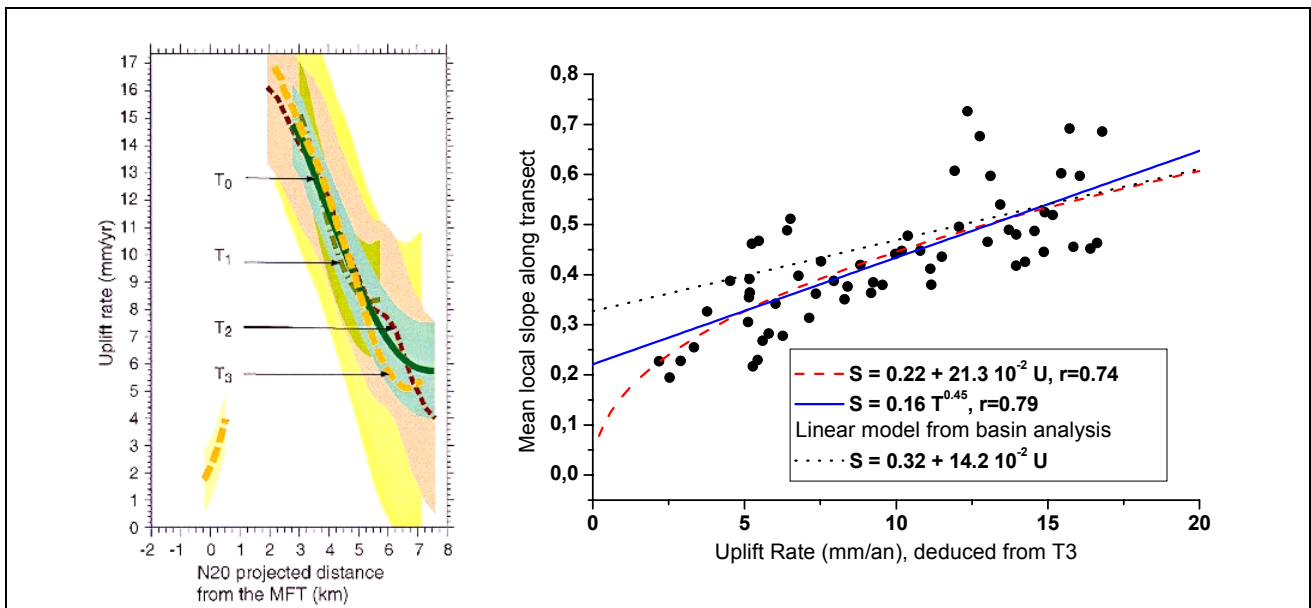 17
16
15
14
13
12
11
10
9
8
7
6
5
4
3
2
1
0
Uplift rate (mm/yr)
T0
T1
T2
T3
-2 -1 0 1 2 3 4 5 6 7 8
N20 projected distance
from the MFT (km)
0,8
0,7
0,6
0,5
0,4
0,3
0,2
0,1
0,0
Mean local slope along transect
S = 0.22 + 21.3 10-2 U, r=0.74
S = 0.16 T0.45, r=0.79
Linear model from basin analysis
S = 0.32 + 14.2 10-2 U
0 5 10 15 20
Uplift Rate (mm/an), deduced from T3